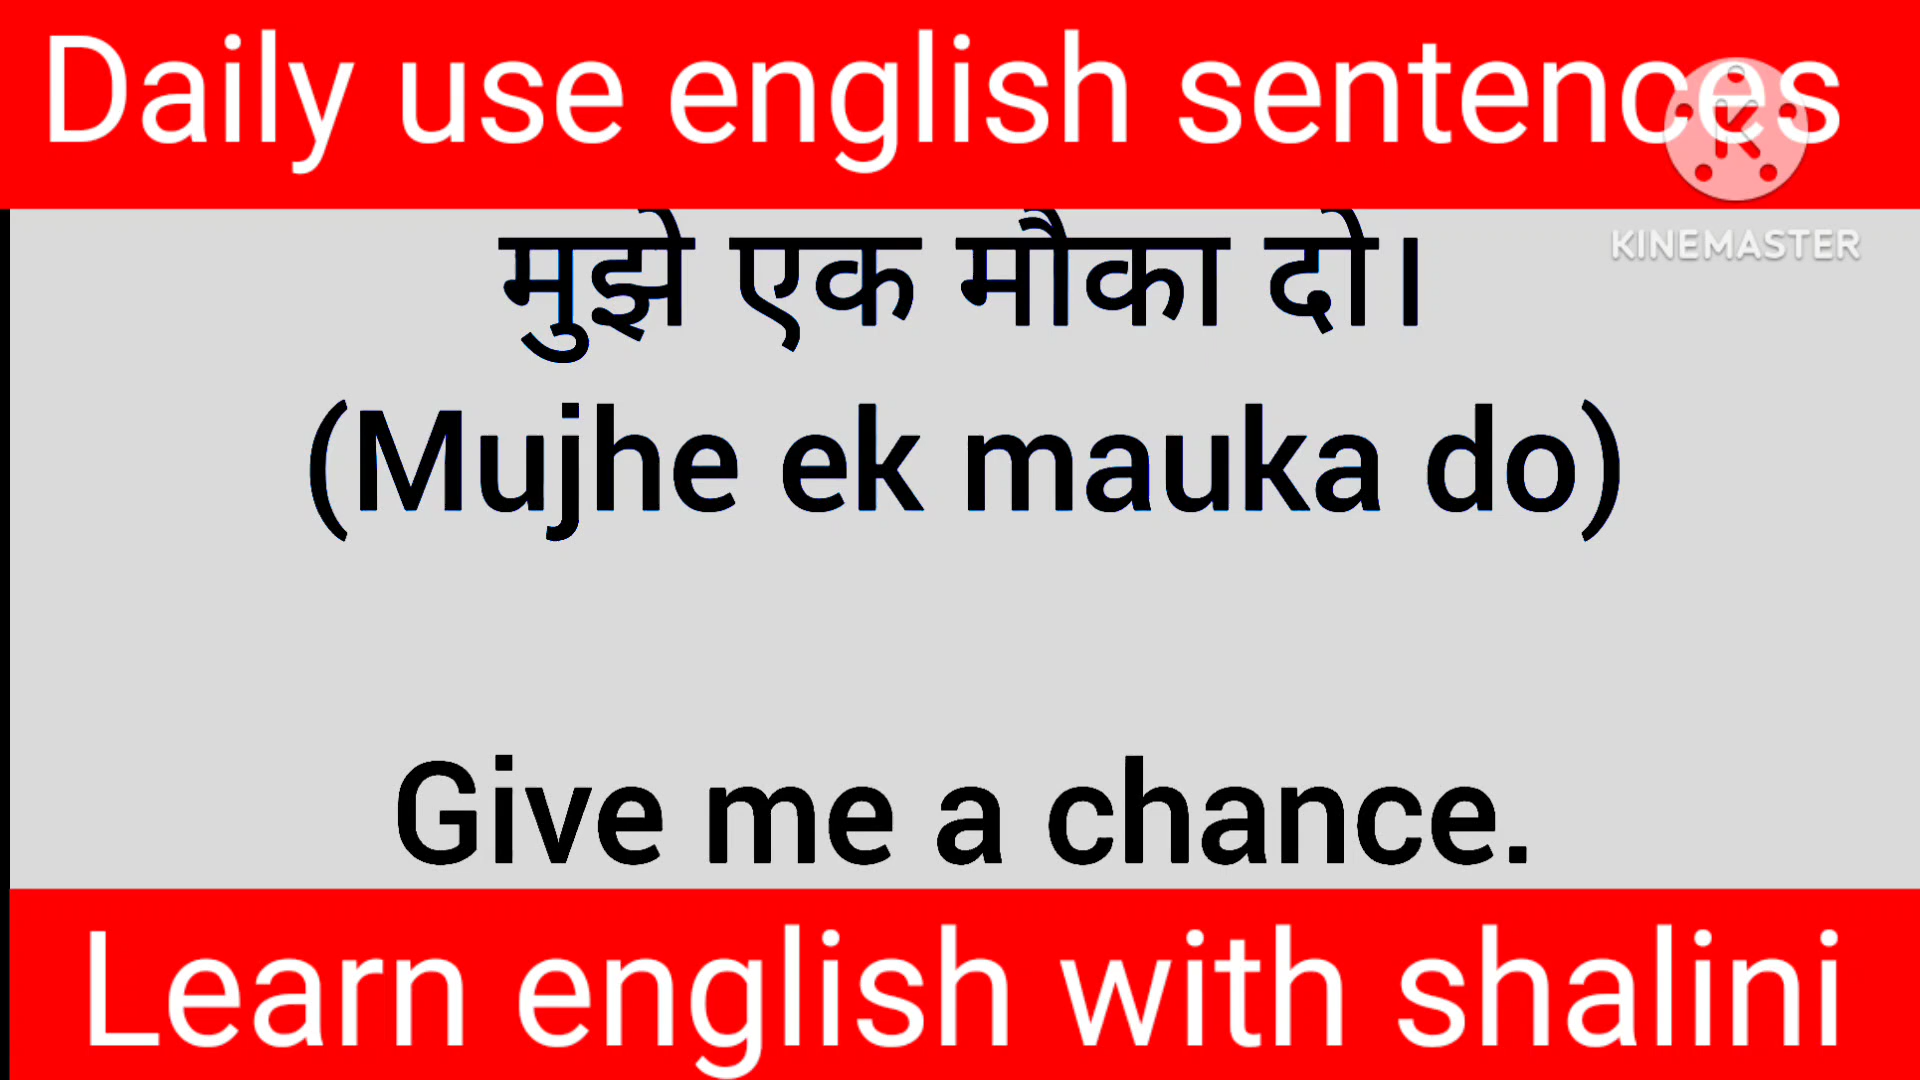 Daily use english sentences
KINEMASTER
मुझे एक मौका दो।
(Mujhe ek mauka do)
Give me a chance.
Learn english with shalini